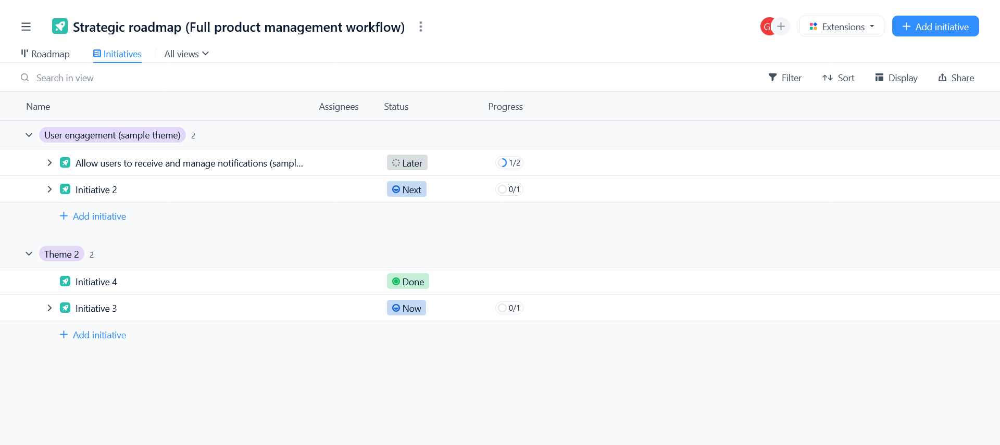 Strategic roadmap (Full product management workflow)
Extensions
Add initiative
Roadmap
Initiatives
All views
Search in view
Filter
Sort
Display
Share
Name
Assignees
Status
Progress
User engagement (sample theme) 2
Allow users to receive and manage notifications (sampl...
Later
1/2
Initiative 2
Next
0/1
Add initiative
Theme 2 2
Initiative 4
Done
Initiative 3
Now
0/1
Add initiative